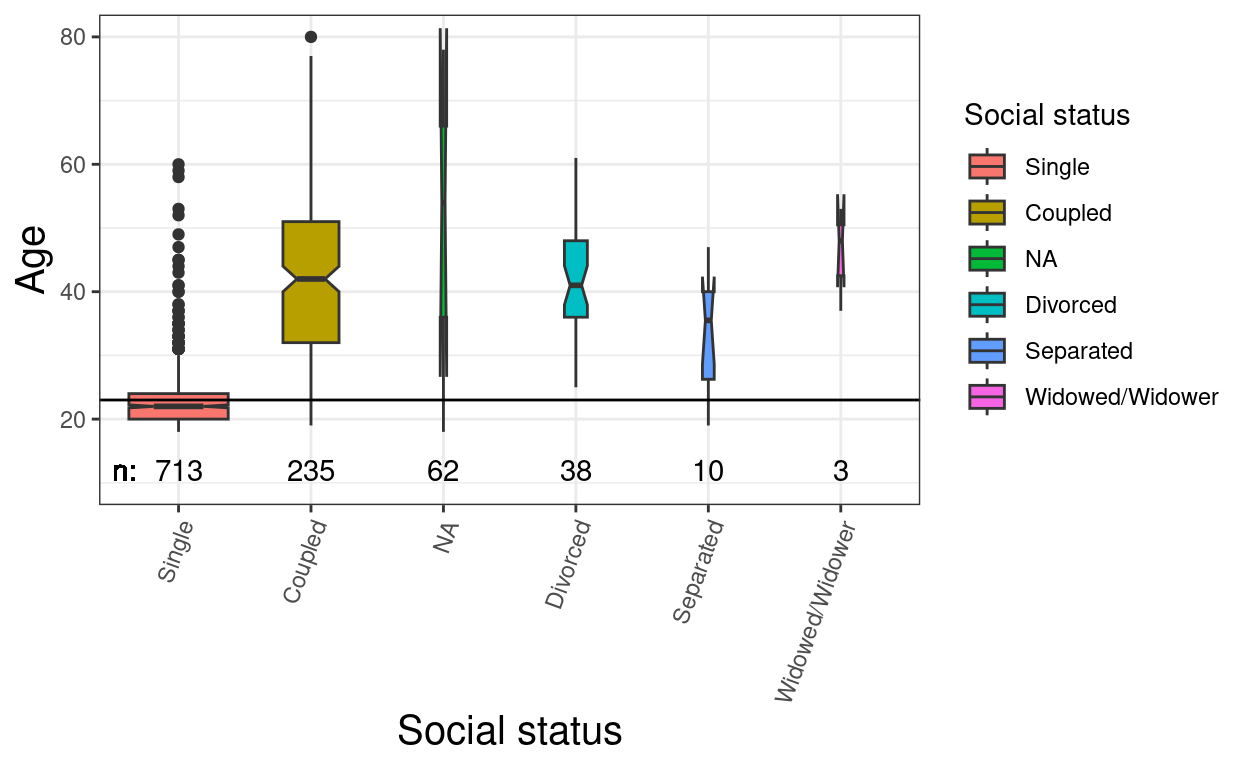 80
60
40
20
Age
n: 713 235 62 38 10 3
Single
Coupled
NA
Divorced
Separated
Widowed/Widower
Social status
Social status
Single
Coupled
NA
Divorced
Separated
Widowed/Widower